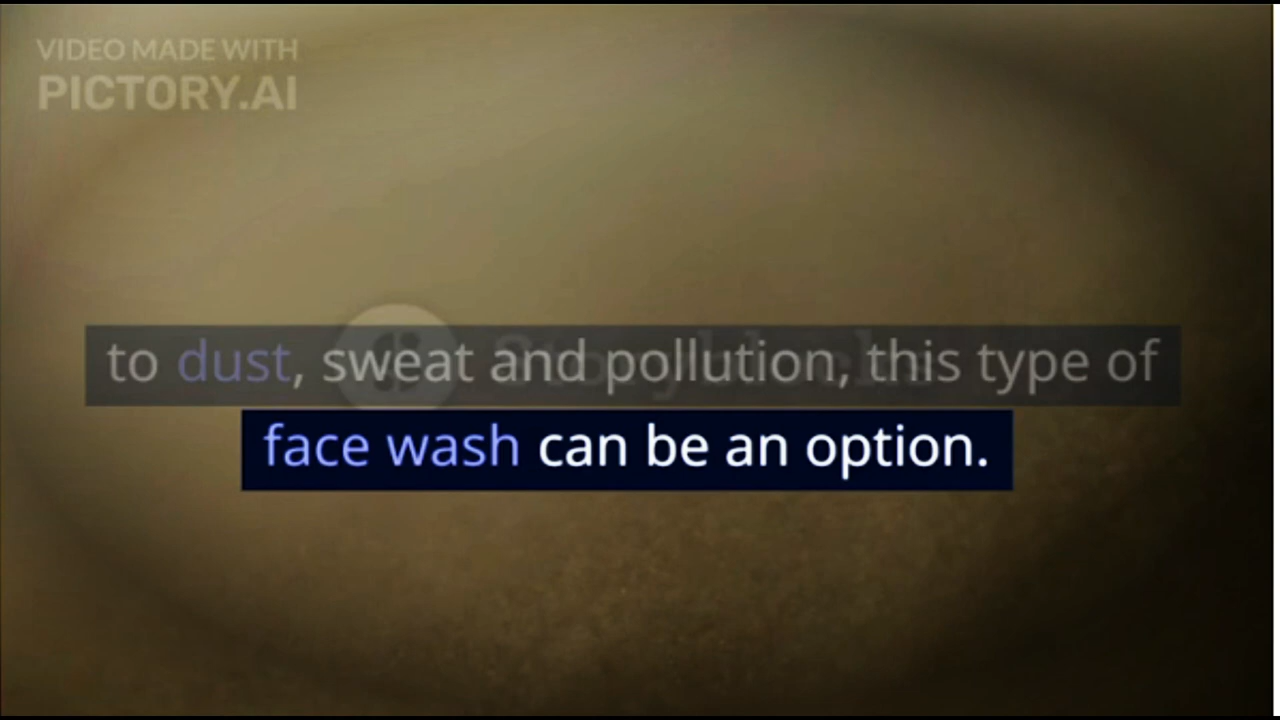 VIDEO MADE WITH
PICTORY.AI
to dust, sweat and pollution, this type of
face wash can be an option.